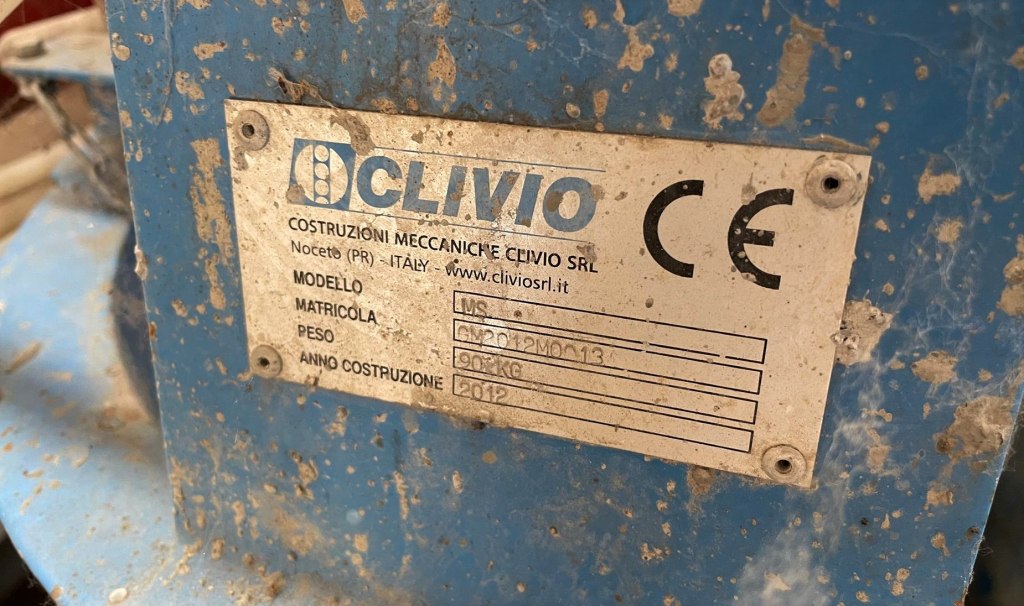 CLIVIO
CE
COSTRUZIONI MECCANICHE CLIVIO SRL
Noceto (PR) - ITALY - www.cliviosrl.it
MODELLO MS
MATRICOLA
PESO
ANNO COSTRUZIONE 2012